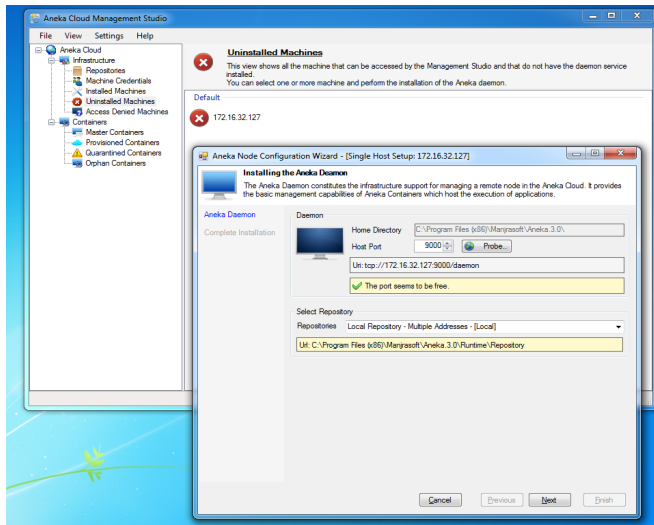 Aneka Cloud Management Studio
File View Settings Help
Aneka Cloud
Infrastructure
Repositories
Machine Credentials
Installed Machines
Uninstalled Machines
Access Denied Machines
Containers
Master Containers
Provisioned Containers
Quarantined Containers
Orphan Containers
Uninstalled Machines
This view shows all the machine that can be accessed by the Management Studio and that do not have the daemon service
installed.
You can select one or more machine and perfom the installation of the Aneka daemon.
Default
172.16.32.127
Aneka Node Configuration Wizard - [Single Host Setup: 172.16.32.127]
Installing the Aneka Deamon
The Aneka Daemon constitutes the infrastructure support for managing a remote node in the Aneka Cloud. It provides
the basic management capabilities of Aneka Containers which host the execution of applications.
Aneka Daemon
Complete Installation
Daemon
Home Directory C:\Program Files (x86)\Manjrasoft\Aneka.3.0\
Host Port 9000 Probe..
Uri: tcp://172.16.32.127:9000/daemon
The port seems to be free.
Select Repository
Repositories Local Repository - Multiple Addresses - [Local]
Url: C:\Program Files (x86)\Manjrasoft\Aneka.3.0\Runtime\Repository
Cancel Previous Next Finish